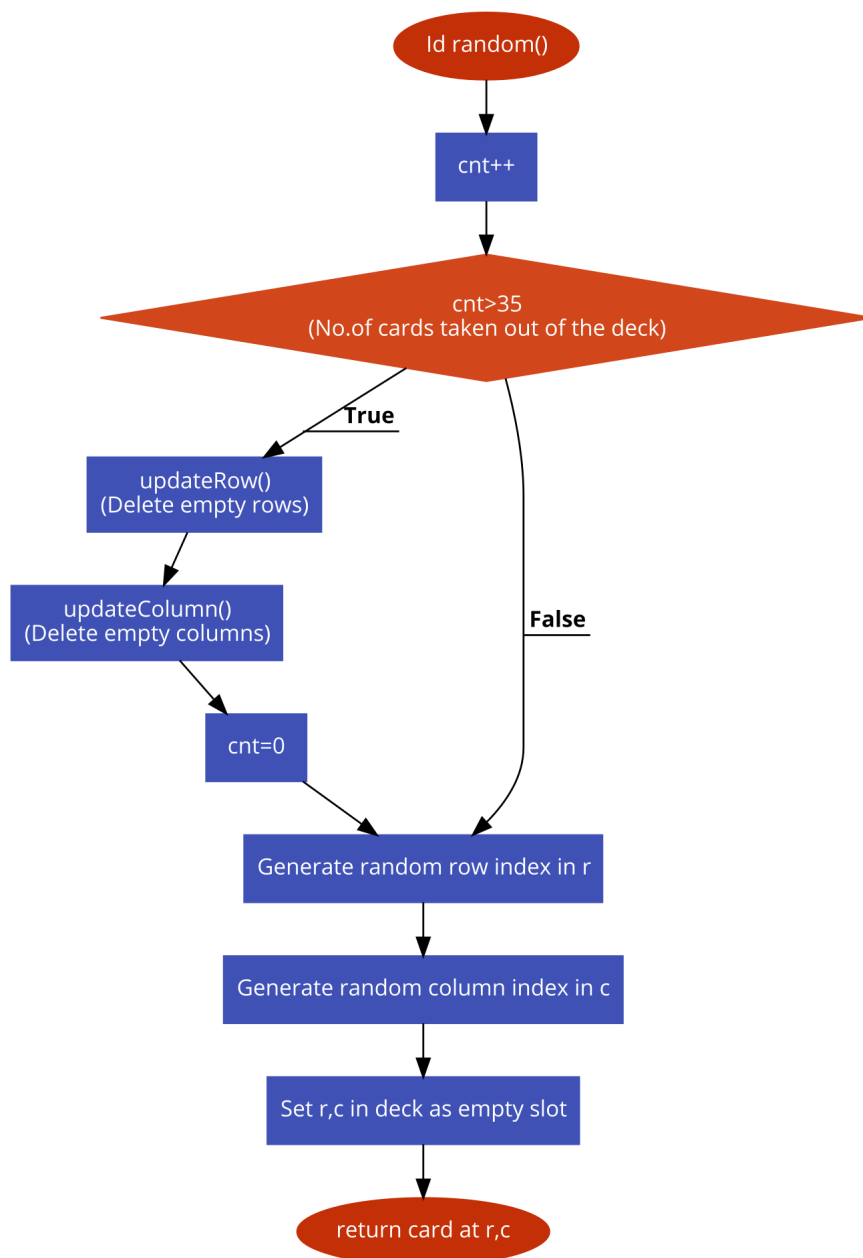 Id random()
cnt++
cnt>35
(No.of cards taken out of the deck)
True
updateRow()
(Delete empty rows)
updateColumn()
(Delete empty columns)
False
cnt=0
Generate random row index in r
Generate random column index in c
Set r,c in deck as empty slot
return card at r,c